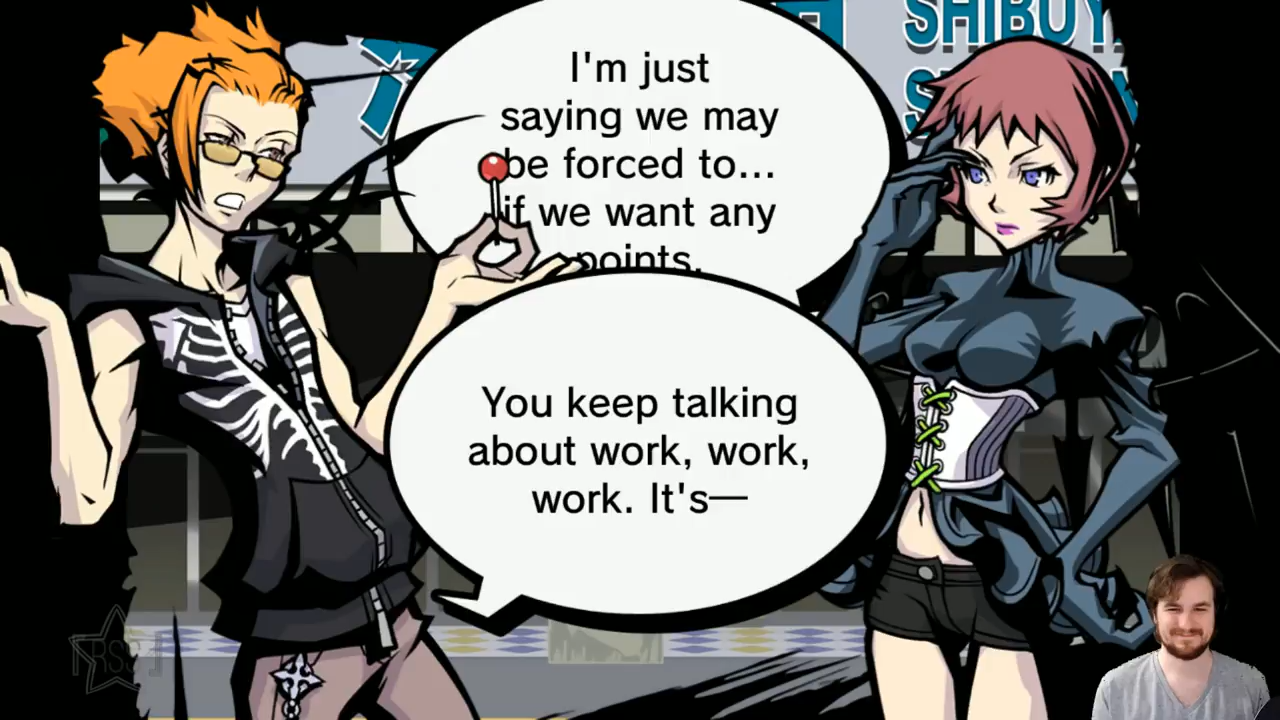 SHIBUY
I'm just
saying we may
be forced to...
if we want any
points.
You keep talking
about work, work,
work. It's—
RSS